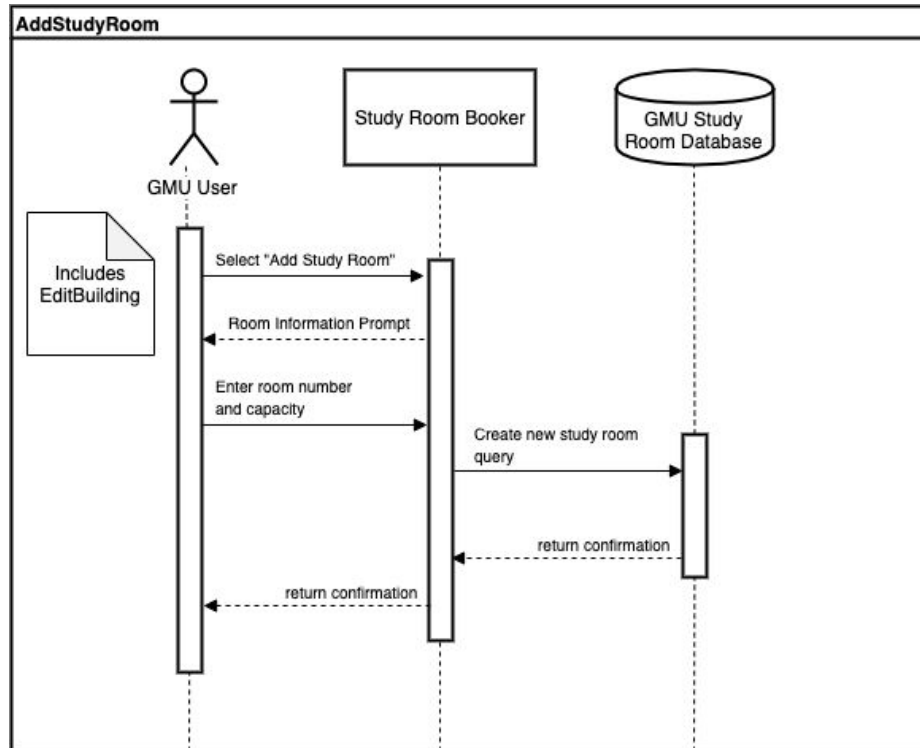 AddStudyRoom
GMU User
Study Room Booker
GMU Study
Room Database
Includes
EditBuilding
Select "Add Study Room"
Room Information Prompt
Enter room number
and capacity
Create new study room
query
return confirmation
return confirmation